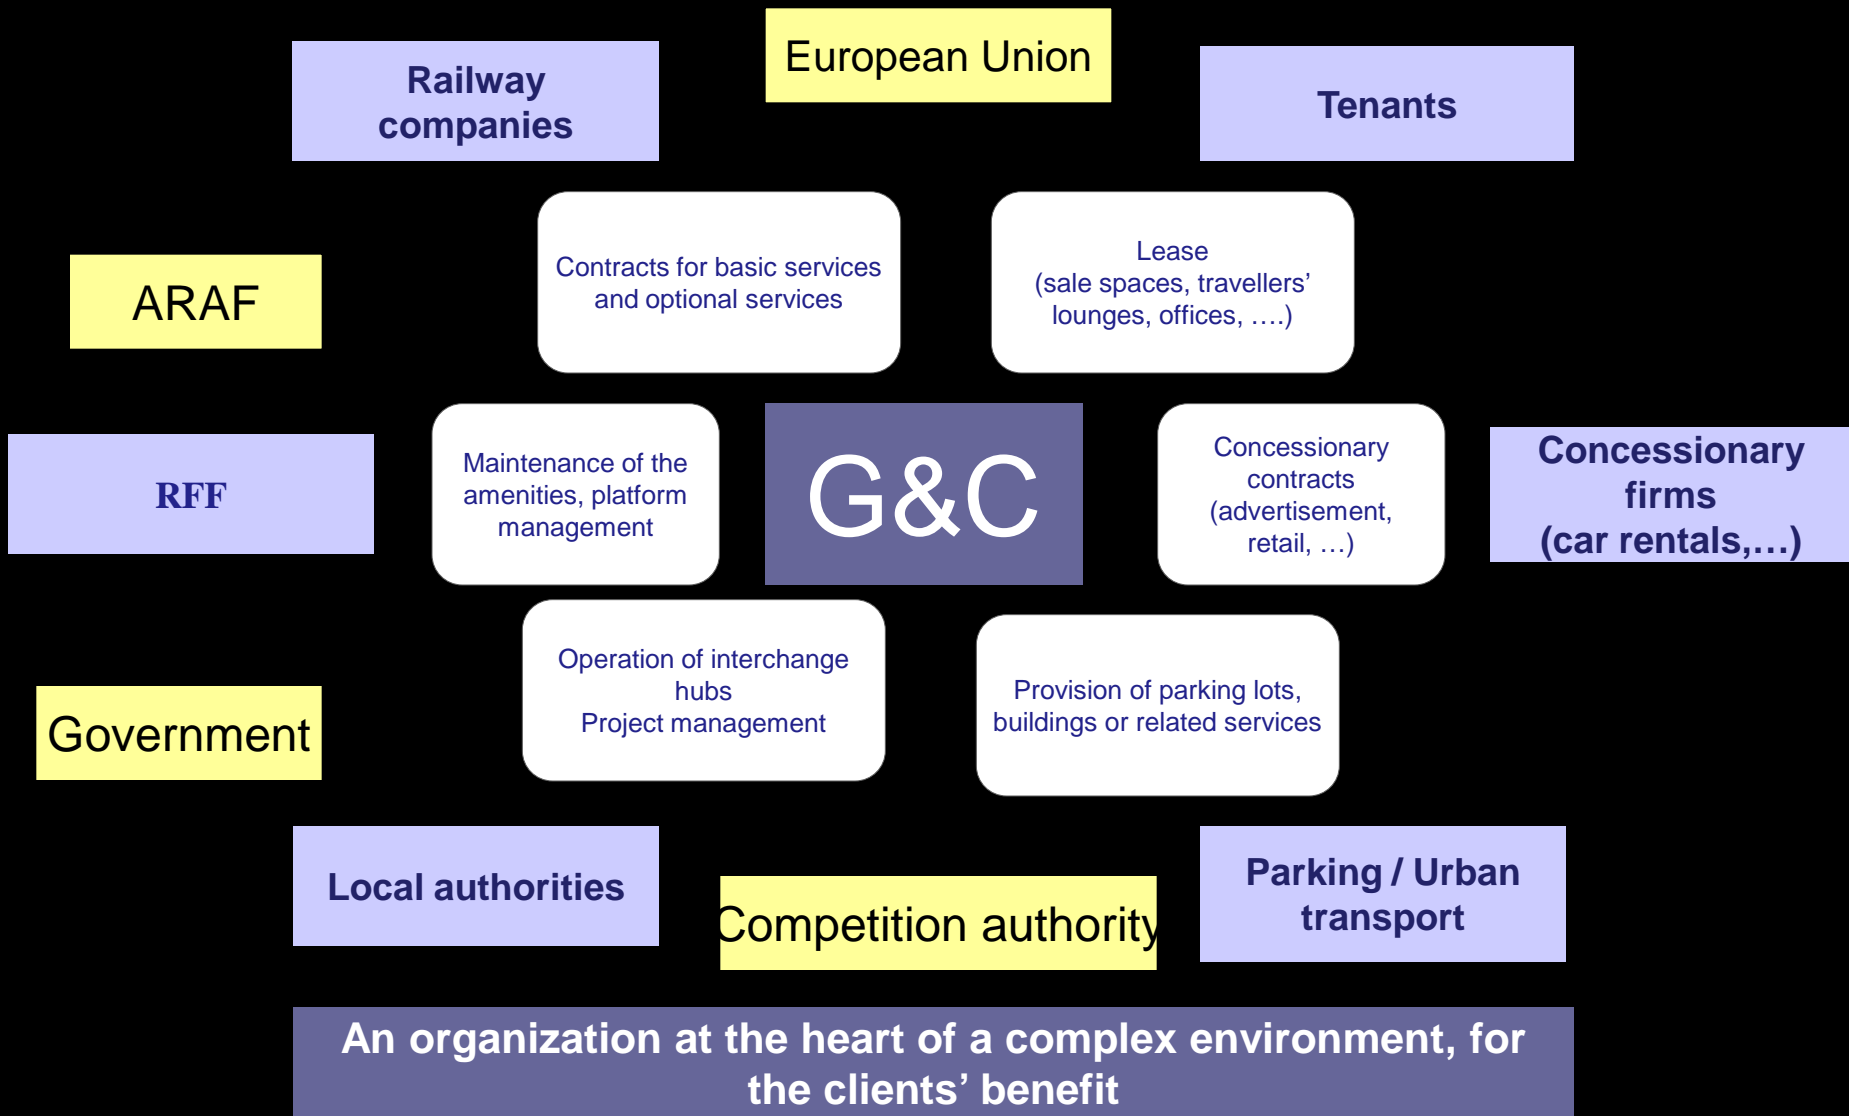 European Union
Railway
companies
Tenants
Contracts for basic services
and optional services
Lease
(sale spaces, travellers’
lounges, offices, ….)
ARAF
RFF
Maintenance of the
amenities, platform
management
G&C
Concessionary
contracts
(advertisement,
retail, …)
Concessionary
firms
(car rentals,…)
Operation of interchange
hubs
Project management
Provision of parking lots,
buildings or related services
Government
Local authorities
Competition authority
Parking / Urban
transport
An organization at the heart of a complex environment, for
the clients’ benefit